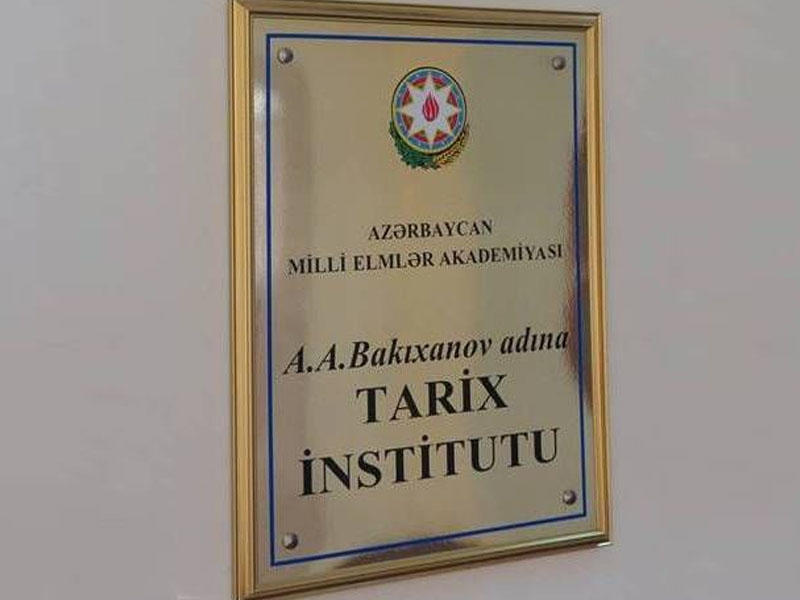 AZƏRBAYCAN
MİLLİ ELMLƏR AKADEMİYASI
A.A.Bakıxanov adına
TARİX
İNSTİTUTU